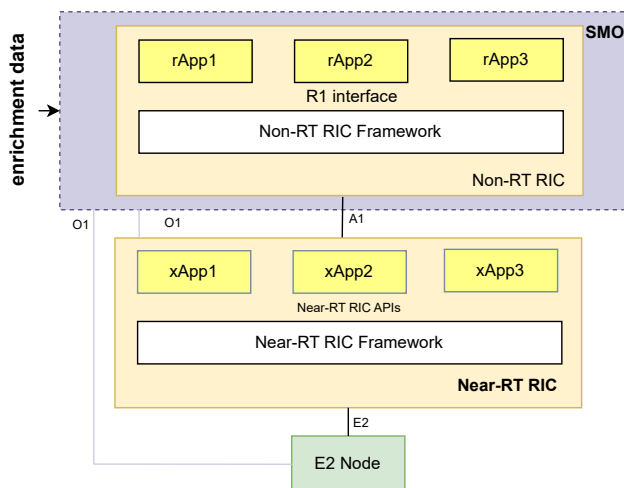 enrichment data
SMO
rApp1
rApp2
rApp3
R1 interface
Non-RT RIC Framework
Non-RT RIC
O1
O1
A1
xApp1
xApp2
xApp3
Near-RT RIC APIs
Near-RT RIC Framework
Near-RT RIC
E2
E2 Node